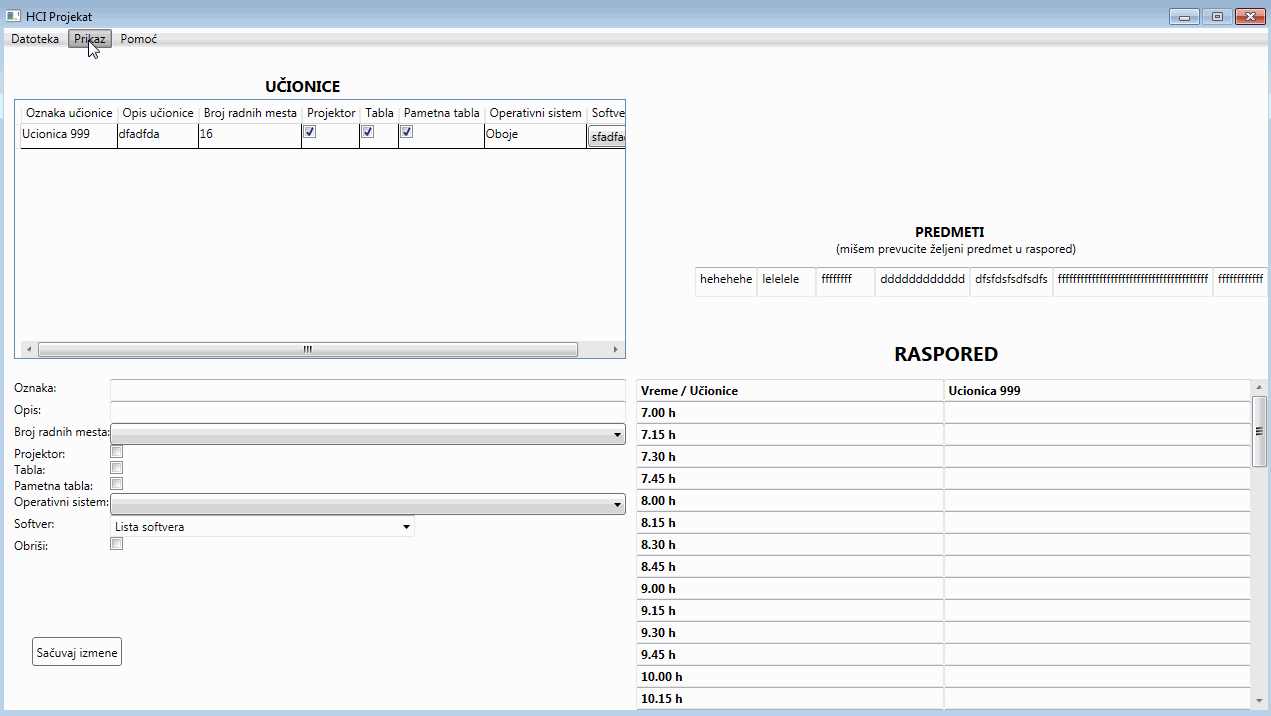 HCI Projekat
Datoteka Prikaz Pomoć
UČIONICE
Oznaka učionice Opis učionice Broj radnih mesta Projektor Tabla Pametna tabla Operativni sistem Softve
Ucionica 999 dfadfda 16 Oboje sfadfad
PREDMETI
(mišem prevucite željeni predmet u raspored)
hehehehe lelelele ffffffff dddddddddddd dfsfdsfsdfsdfs
RASPORED
Oznaka:
Opis:
Broj radnih mesta:
Projektor:
Tabla:
Pametna tabla:
Operativni sistem:
Softver: Lista softvera
Obriši:
Sačuvaj izmene
Vreme / Učionice Ucionica 999
7.00 h
7.15 h
7.30 h
7.45 h
8.00 h
8.15 h
8.30 h
8.45 h
9.00 h
9.15 h
9.30 h
9.45 h
10.00 h
10.15 h